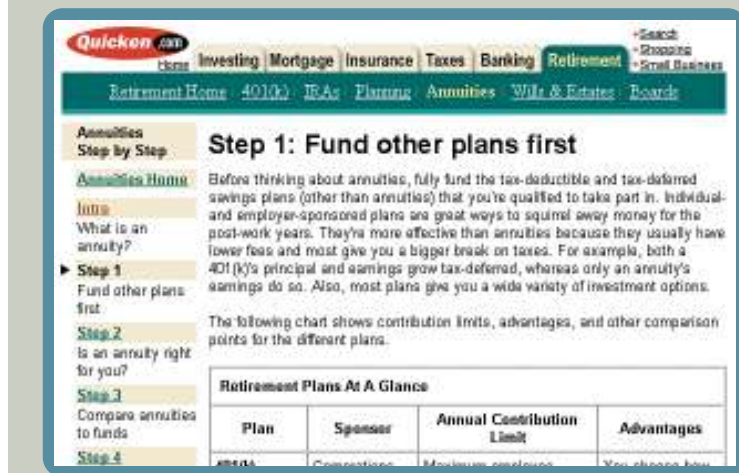 Quicken.com
Home
Investing Mortgage Insurance Taxes Banking Retirement
+Search
+Shopping
+Small Business
Retirement Home 401(k) IRAs Planning Annuities Wills & Estates Boards
Annuities
Step by Step
Annuities Home
Intro
What is an
annuity?
Step 1
Fund other plans
first
Step 2
Is an annuity right
for you?
Step 3
Compare annuities
to funds
Step 4
Step 1: Fund other plans first
Before thinking about annuities, fully fund the tax-deductible and tax-deferred
savings plans (other than annuities) that you're qualified to take part in. Individual-
and employer-sponsored plans are great ways to squirrel away money for the
post-work years. They're more effective than annuities because they usually have
lower fees and most give you a bigger break on taxes. For example, both a
401(k)'s principal and earnings grow tax-deferred, whereas only an annuity's
earnings do so. Also, most plans give you a wide variety of investment options.
The following chart shows contribution limits, advantages, and other comparison
points for the different plans.
Retirement Plans At A Glance
Plan Sponsor Annual Contribution Advantages
Limit
401(k) Corporations Maximum employee You choose how